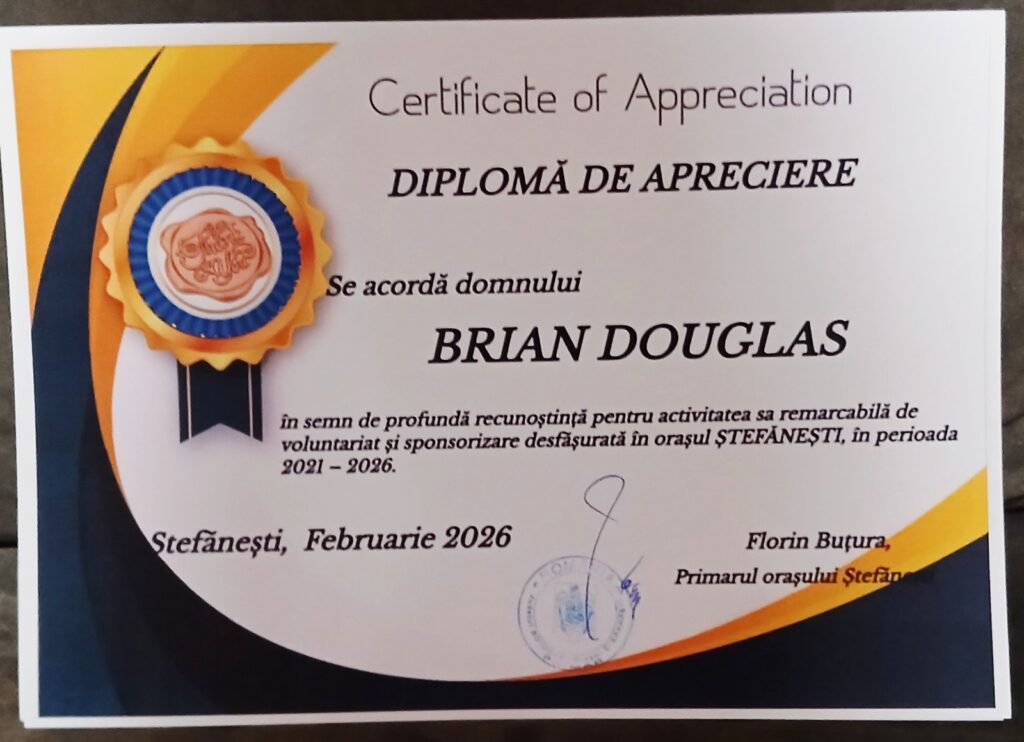 Certificate of Appreciation
DIPLOMĂ DE APRECIERE
Se acordă domnului
BRIAN DOUGLAS
în semn de profundă recunoștință pentru activitatea sa remarcabilă de
voluntariat și sponsorizare desfășurată în orașul ȘTEFĂNEȘTI, în perioada
2021 – 2026.
Ștefănești, Februarie 2026
Florin Buțura,
Primarul orașului Ștefănești